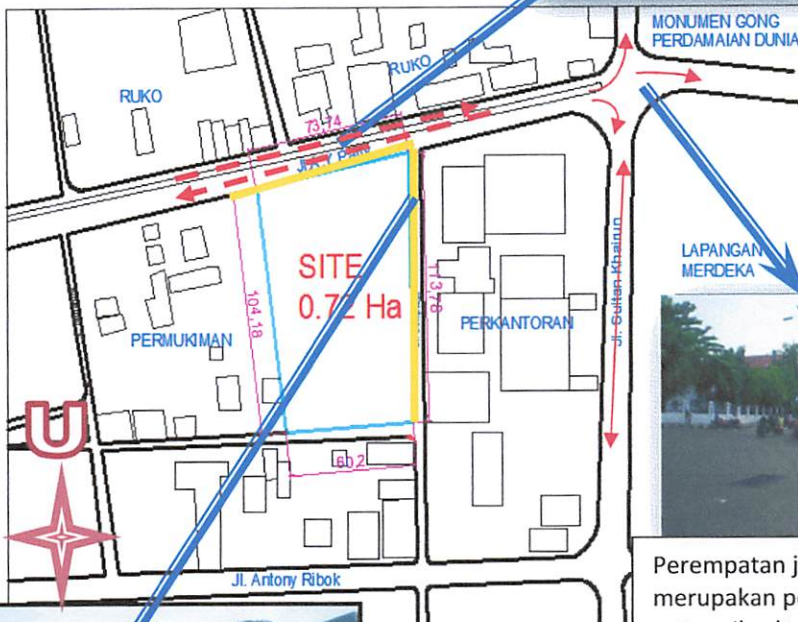 MONUMEN GONG
PERDAMAIAN DUNIA
RUKO
RUKO
73,74
SITE
0.72 Ha
104,18
113,78
PERMUKIMAN
PERKANTORAN
Jl. Sultan Khairun
LAPANGAN
MERDEKA
U
60,2
Jl. Antony Ribok
Perempatan j
merupakan pe